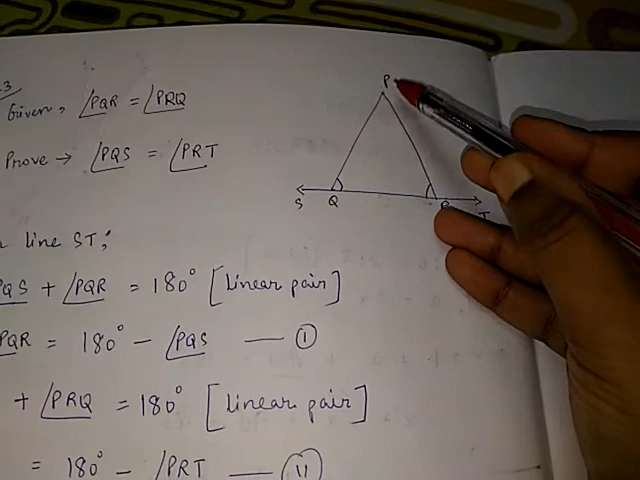 3
Given, ∠PQR = ∠PRQ
Prove → ∠PQS = ∠PRT
P
S Q R T
line ST,
PQS + ∠PQR = 180° [linear pair]
PQR = 180° - ∠PQS — (I)
+ ∠PRQ = 180° [linear pair]
= 180° - ∠PRT — (II)